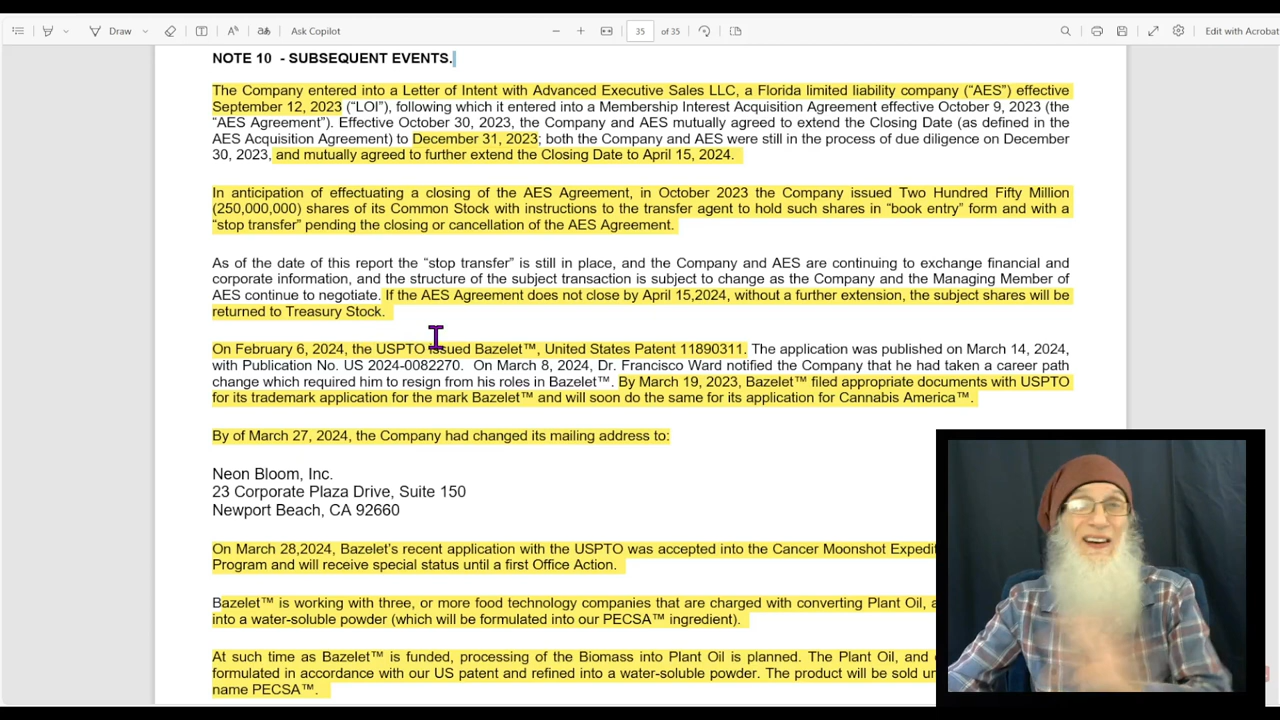 Draw
Ask Copilot
35
of 35
Edit with Acrobat
NOTE 10 - SUBSEQUENT EVENTS.
The Company entered into a Letter of Intent with Advanced Executive Sales LLC, a Florida limited liability company (“AES”) effective
September 12, 2023 (“LOI”), following which it entered into a Membership Interest Acquisition Agreement effective October 9, 2023 (the
“AES Agreement”). Effective October 30, 2023, the Company and AES mutually agreed to extend the Closing Date (as defined in the
AES Acquisition Agreement) to December 31, 2023; both the Company and AES were still in the process of due diligence on December
30, 2023, and mutually agreed to further extend the Closing Date to April 15, 2024.
In anticipation of effectuating a closing of the AES Agreement, in October 2023 the Company issued Two Hundred Fifty Million
(250,000,000) shares of its Common Stock with instructions to the transfer agent to hold such shares in “book entry” form and with a
“stop transfer” pending the closing or cancellation of the AES Agreement.
As of the date of this report the “stop transfer” is still in place, and the Company and AES are continuing to exchange financial and
corporate information, and the structure of the subject transaction is subject to change as the Company and the Managing Member of
AES continue to negotiate. If the AES Agreement does not close by April 15,2024, without a further extension, the subject shares will be
returned to Treasury Stock.
On February 6, 2024, the USPTO issued Bazelet™, United States Patent 11890311. The application was published on March 14, 2024,
with Publication No. US 2024-0082270. On March 8, 2024, Dr. Francisco Ward notified the Company that he had taken a career path
change which required him to resign from his roles in Bazelet™. By March 19, 2023, Bazelet™ filed appropriate documents with USPTO
for its trademark application for the mark Bazelet™ and will soon do the same for its application for Cannabis America™.
By of March 27, 2024, the Company had changed its mailing address to:
Neon Bloom, Inc.
23 Corporate Plaza Drive, Suite 150
Newport Beach, CA 92660
On March 28,2024, Bazelet’s recent application with the USPTO was accepted into the Cancer Moonshot
Program and will receive special status until a first Office Action.
Bazelet™ is working with three, or more food technology companies that are charged with converting Plant Oil,
into a water-soluble powder (which will be formulated into our PECSA™ ingredient).
At such time as Bazelet™ is funded, processing of the Biomass into Plant Oil is planned. The Plant Oil, and
formulated in accordance with our US patent and refined into a water-soluble powder. The product will be sold
name PECSA™.